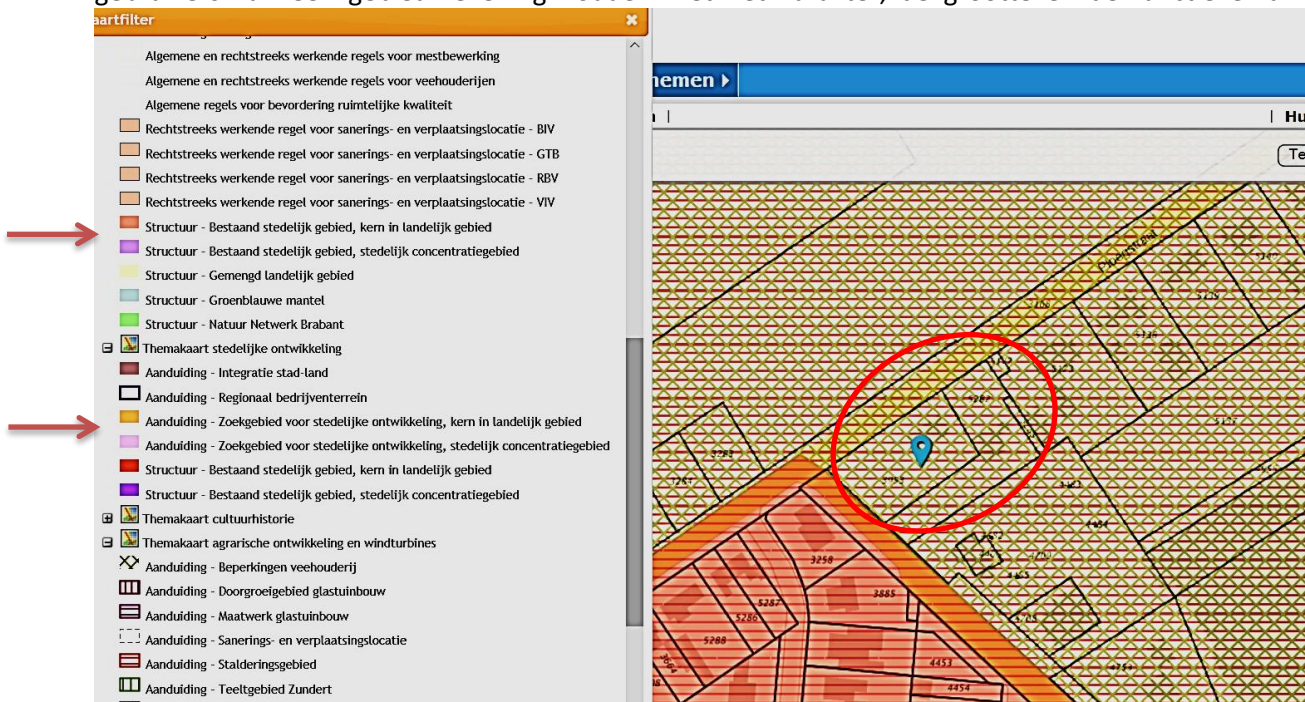 aartfilter
Algemene en rechtstreeks werkende regels voor mestbewerking
Algemene en rechtstreeks werkende regels voor veehouderijen
Algemene regels voor bevordering ruimtelijke kwaliteit
Rechtstreeks werkende regel voor sanerings- en verplaatsingslocatie - BIV
Rechtstreeks werkende regel voor sanerings- en verplaatsingslocatie - GTB
Rechtstreeks werkende regel voor sanerings- en verplaatsingslocatie - RBV
Rechtstreeks werkende regel voor sanerings- en verplaatsingslocatie - VIV
Structuur - Bestaand stedelijk gebied, kern in landelijk gebied
Structuur - Bestaand stedelijk gebied, stedelijk concentratiegebied
Structuur - Gemengd landelijk gebied
Structuur - Groenblauwe mantel
Structuur - Natuur Netwerk Brabant
Themakaart stedelijke ontwikkeling
Aanduiding - Integratie stad-land
Aanduiding - Regionaal bedrijventerrein
Aanduiding - Zoekgebied voor stedelijke ontwikkeling, kern in landelijk gebied
Aanduiding - Zoekgebied voor stedelijke ontwikkeling, stedelijk concentratiegebied
Structuur - Bestaand stedelijk gebied, kern in landelijk gebied
Structuur - Bestaand stedelijk gebied, stedelijk concentratiegebied
Themakaart cultuurhistorie
Themakaart agrarische ontwikkeling en windturbines
Aanduiding - Beperkingen veehouderij
Aanduiding - Doorgroeigebied glastuinbouw
Aanduiding - Maatwerk glastuinbouw
Aanduiding - Sanerings- en verplaatsingslocatie
Aanduiding - Stalderingsgebied
Aanduiding - Teeltgebied Zundert
nemen
Hu
Te
Ploegstraat
3258
3885
5287
5286
5288
4453
4454